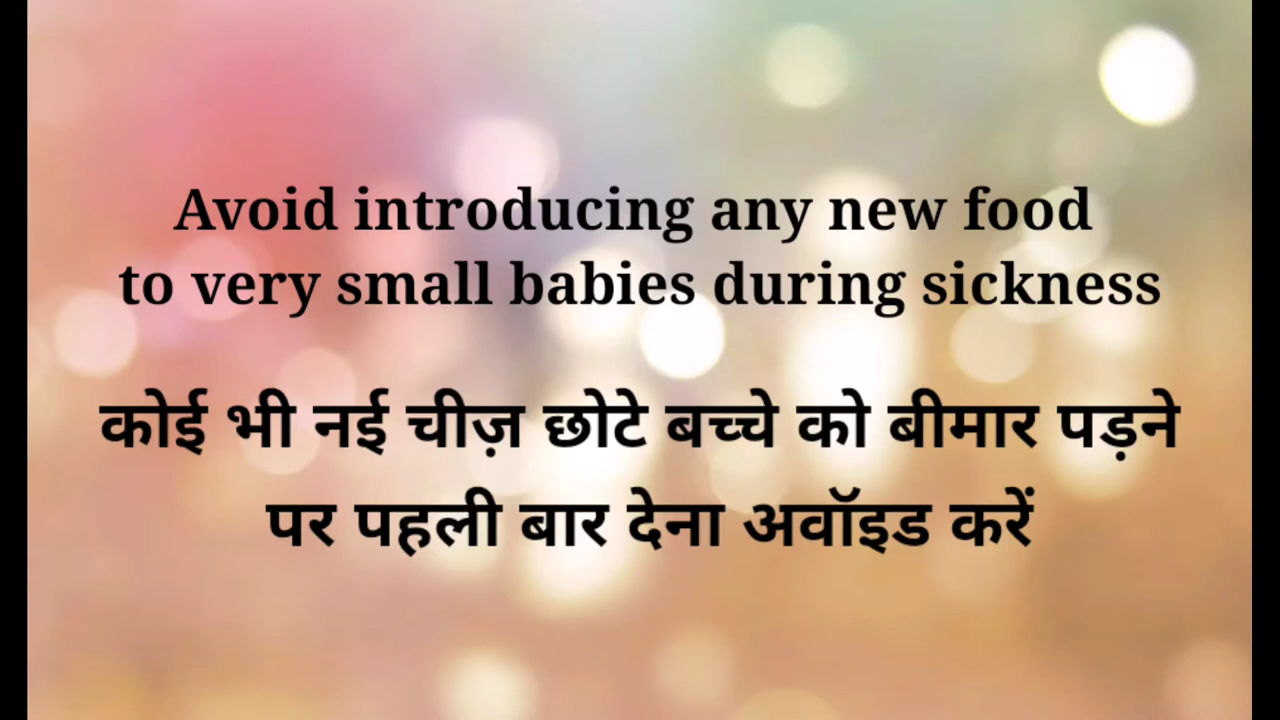 Avoid introducing any new food
to very small babies during sickness
कोई भी नई चीज़ छोटे बच्चे को बीमार पड़ने
पर पहली बार देना अवॉइड करें